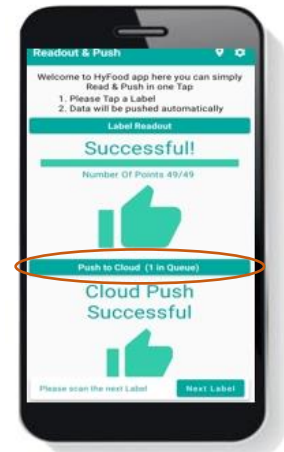 Readout & Push
Welcome to HyFood app here you can simply
Read & Push in one Tap
1. Please Tap a Label
2. Data will be pushed automatically
Label Readout
Successful!
Number Of Points 49/49
Push to Cloud (1 in Queue)
Cloud Push
Successful
Please scan the next Label
Next Label